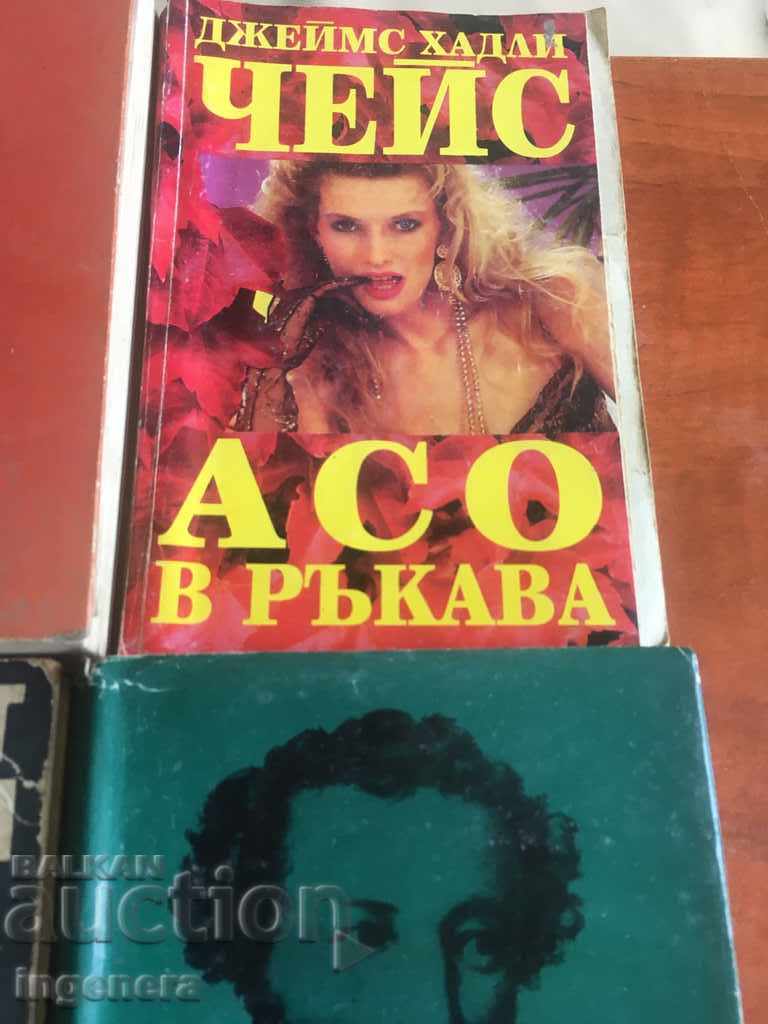 ДЖЕЙМС ХАДЛИ
ЧЕЙС
АСО
В РЪКАВА
BALKAN
auction
ingenera